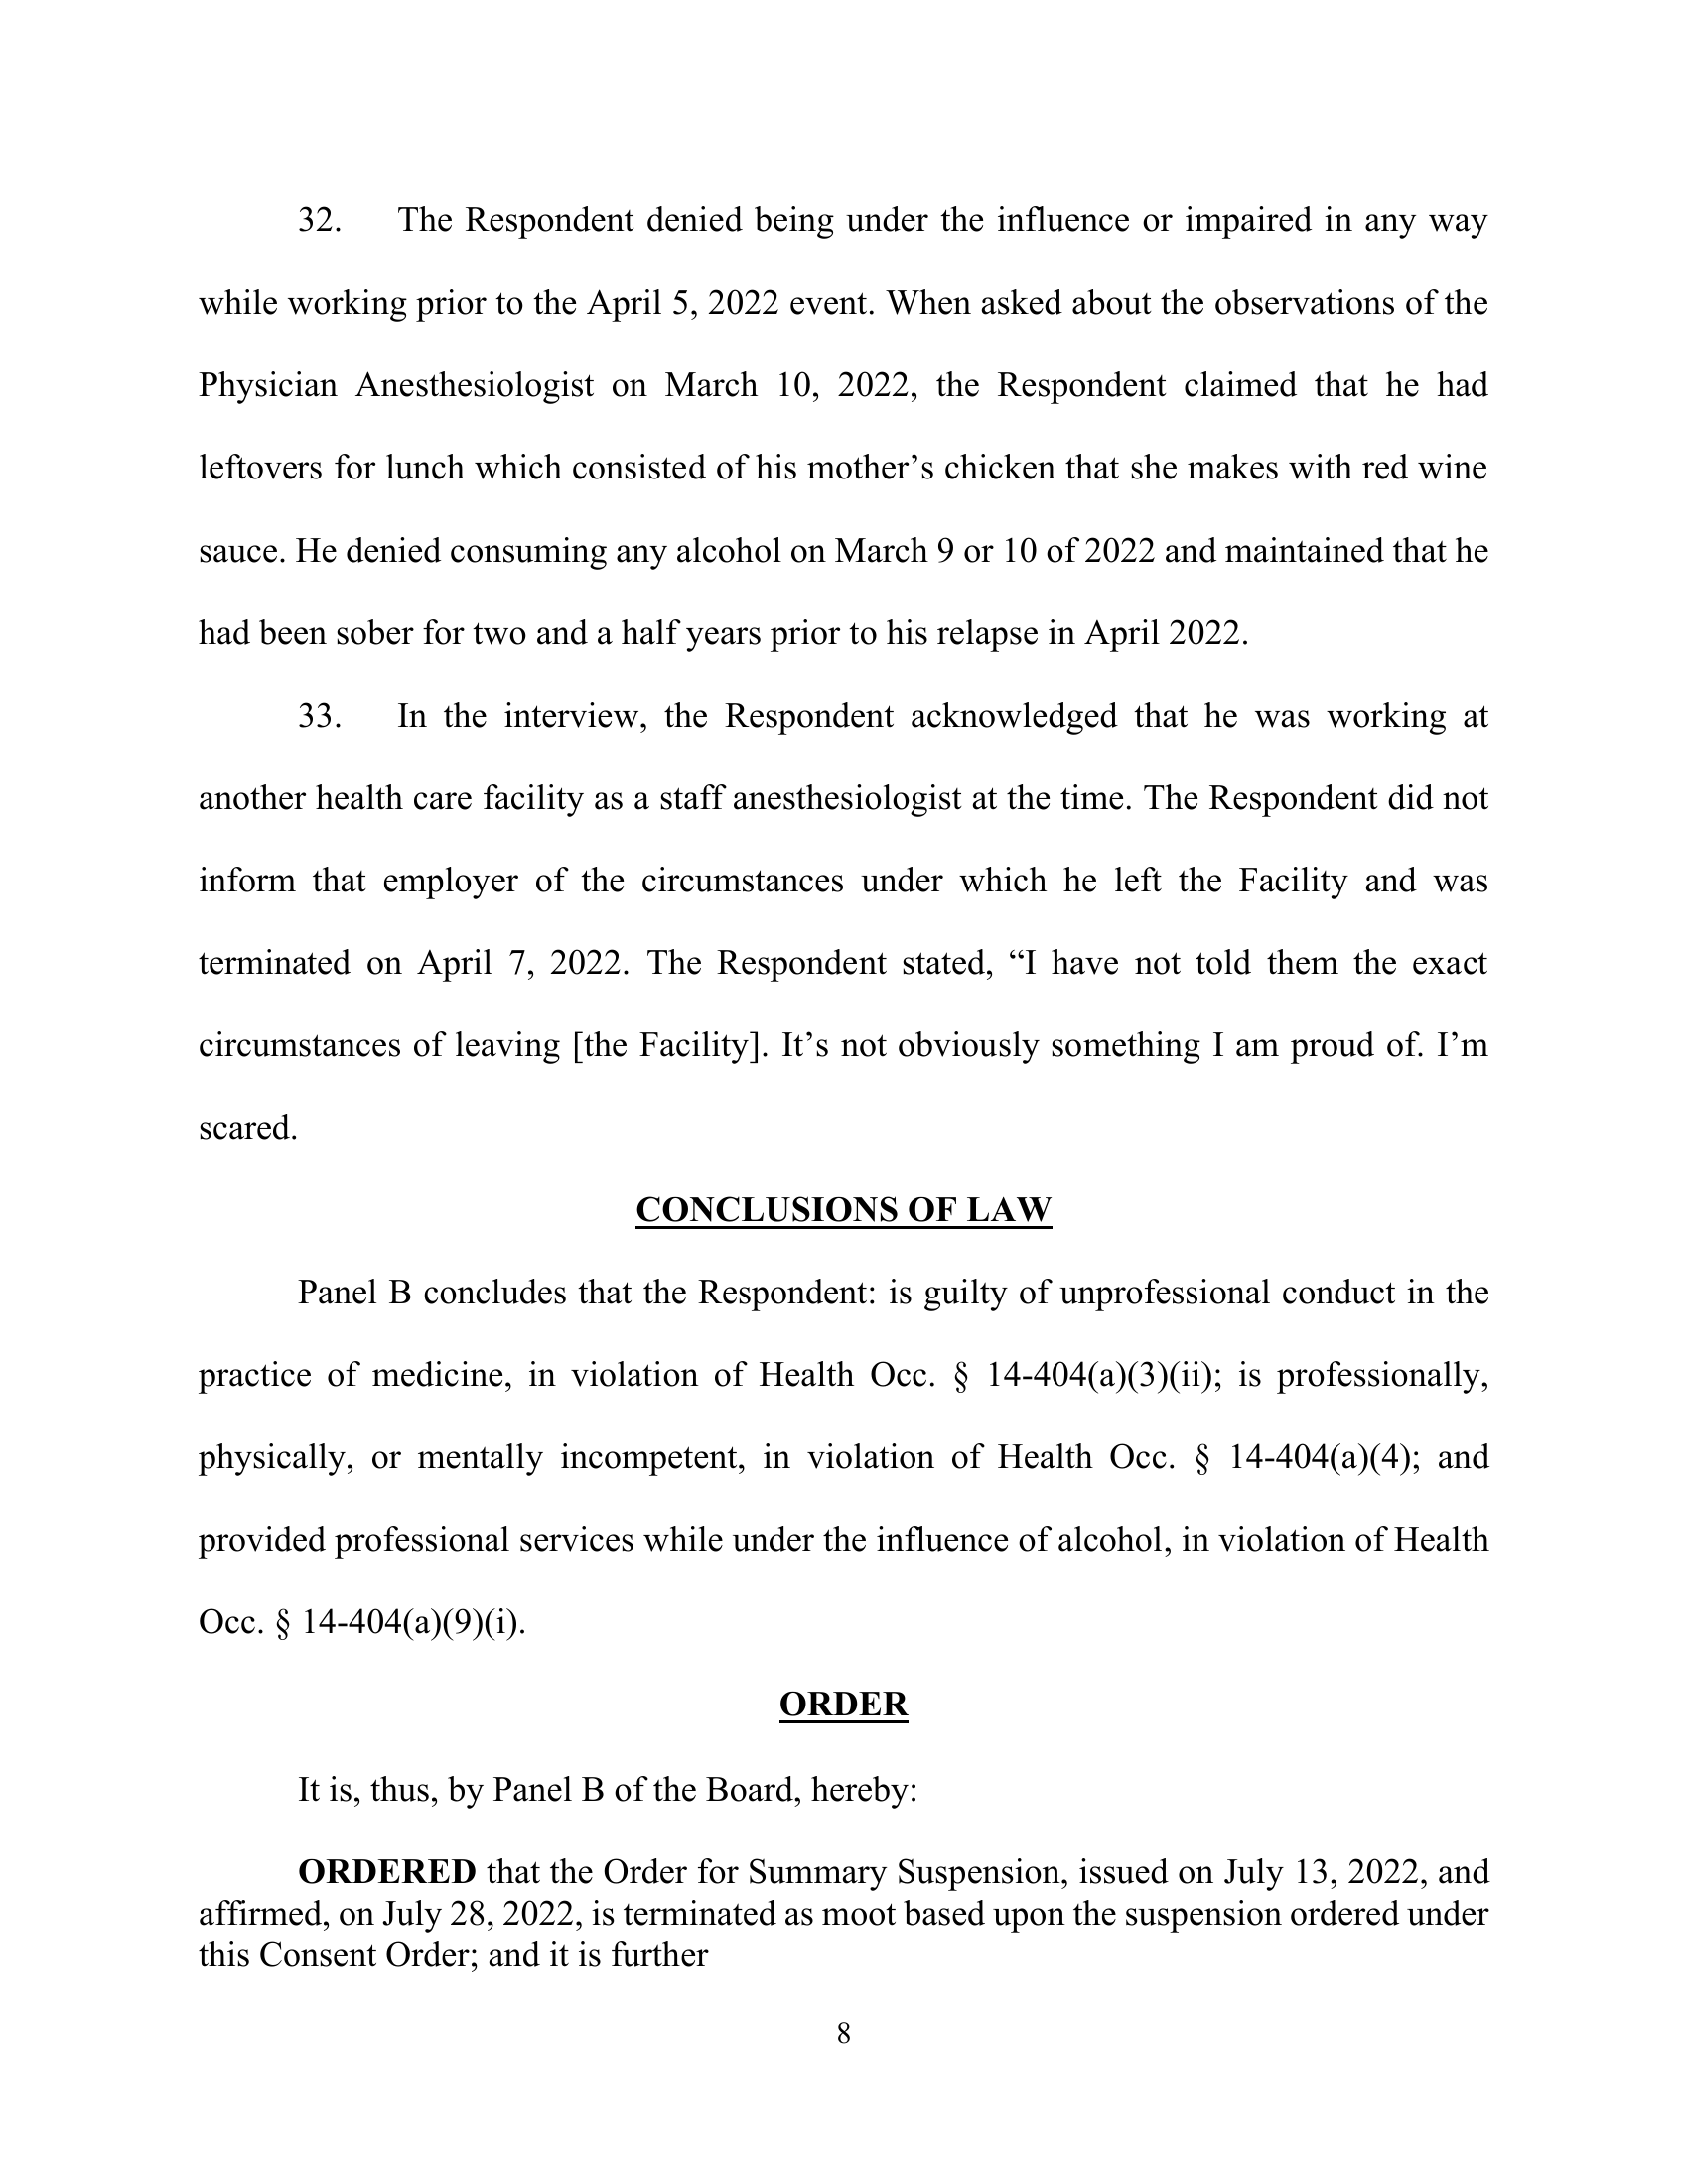 32. The Respondent denied being under the influence or impaired in any way
while working prior to the April 5, 2022 event. When asked about the observations of the
Physician Anesthesiologist on March 10, 2022, the Respondent claimed that he had
leftovers for lunch which consisted of his mother’s chicken that she makes with red wine
sauce. He denied consuming any alcohol on March 9 or 10 of 2022 and maintained that he
had been sober for two and a half years prior to his relapse in April 2022.
33. In the interview, the Respondent acknowledged that he was working at
another health care facility as a staff anesthesiologist at the time. The Respondent did not
inform that employer of the circumstances under which he left the Facility and was
terminated on April 7, 2022. The Respondent stated, “I have not told them the exact
circumstances of leaving [the Facility]. It’s not obviously something I am proud of. I’m
scared.
CONCLUSIONS OF LAW
Panel B concludes that the Respondent: is guilty of unprofessional conduct in the
practice of medicine, in violation of Health Occ. § 14-404(a)(3)(ii); is professionally,
physically, or mentally incompetent, in violation of Health Occ. § 14-404(a)(4); and
provided professional services while under the influence of alcohol, in violation of Health
Occ. § 14-404(a)(9)(i).
ORDER
It is, thus, by Panel B of the Board, hereby:
ORDERED that the Order for Summary Suspension, issued on July 13, 2022, and
affirmed, on July 28, 2022, is terminated as moot based upon the suspension ordered under
this Consent Order; and it is further
8